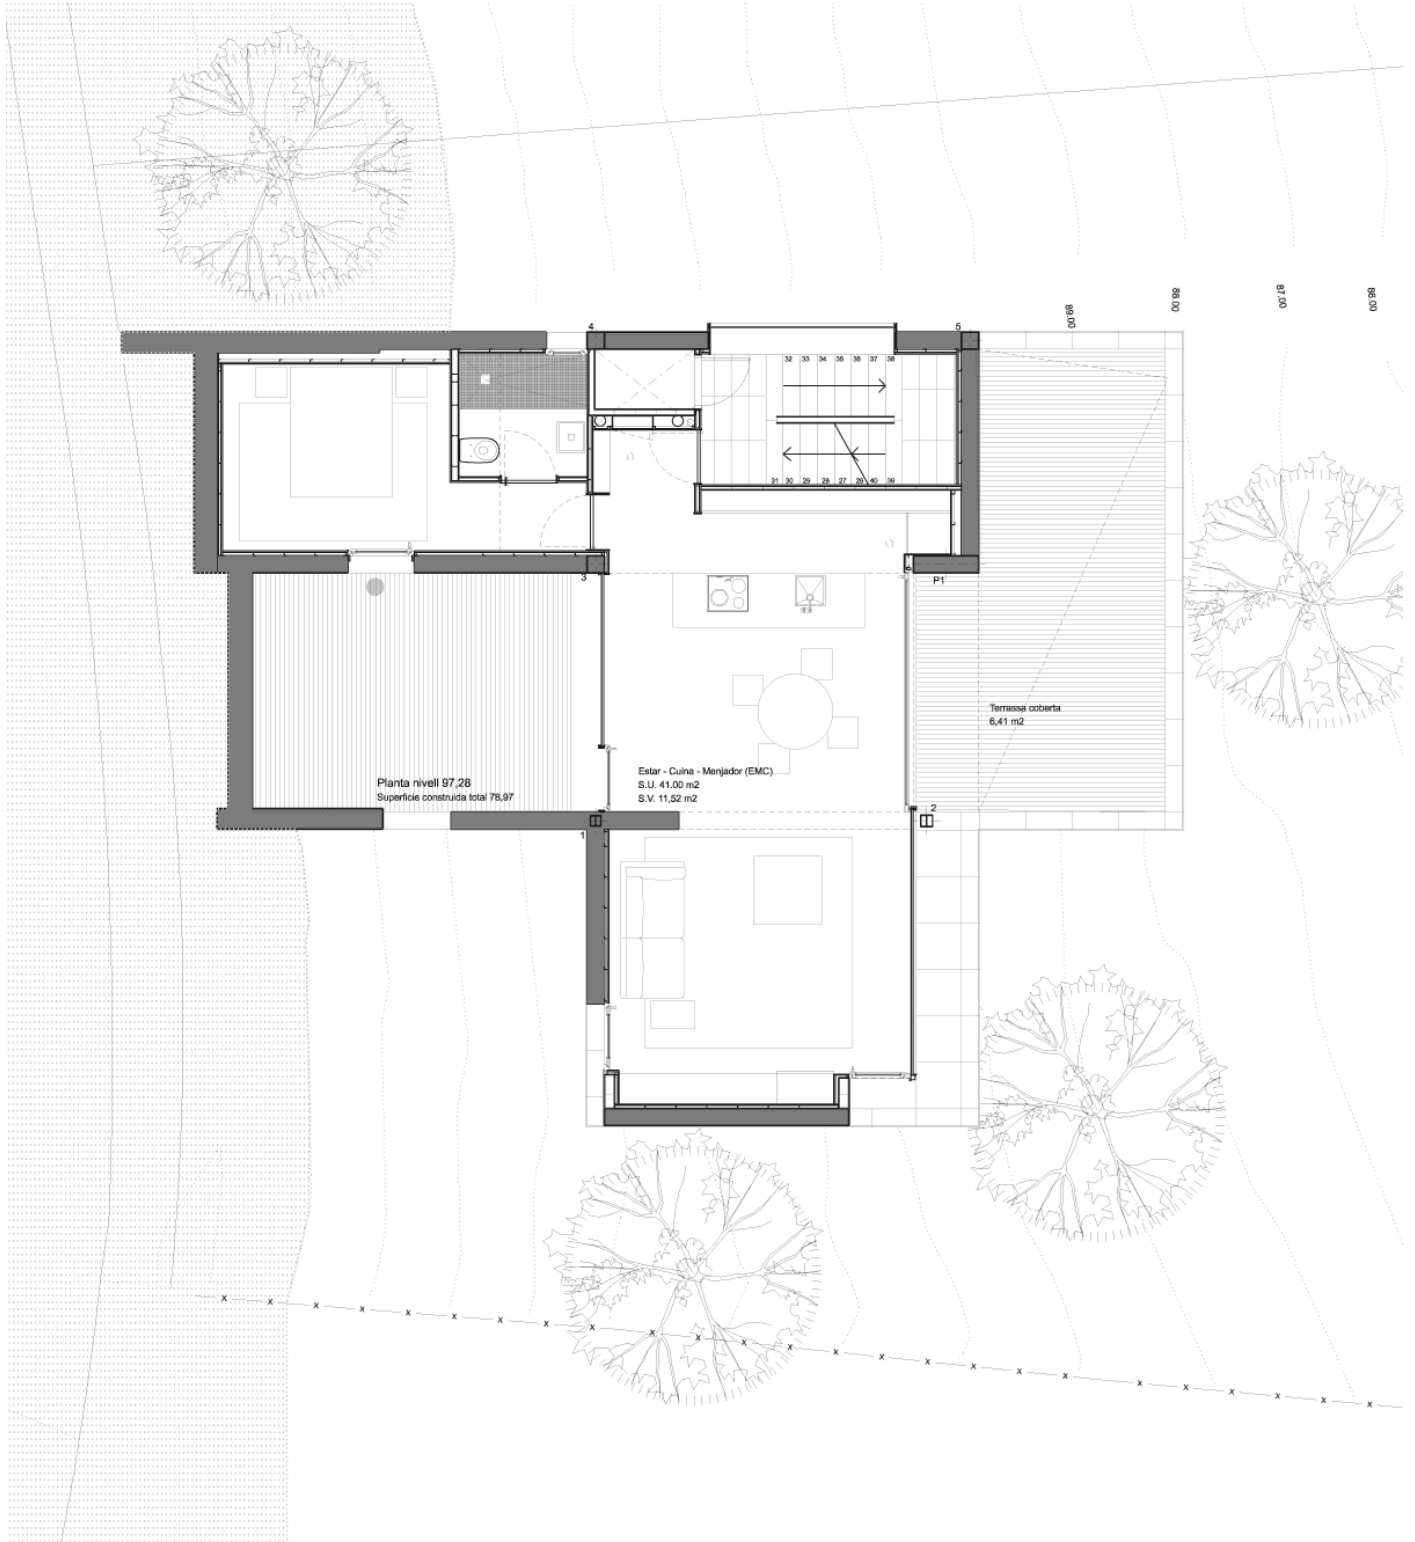 86.00
87.00
88.00
89.00
4
5
32 33 34 35 36 37 38
31 30 29 28 27 26 40 39
3
6
P1
Terrassa coberta
6,41 m2
Estar - Cuina - Menjador (EMC)
S.U. 41.00 m2
S.V. 11,52 m2
Planta nivell 97,28
Superfície construida total 78,97
2
1
x x x x x x x x x x x x x x x x x x x x x x x x x x